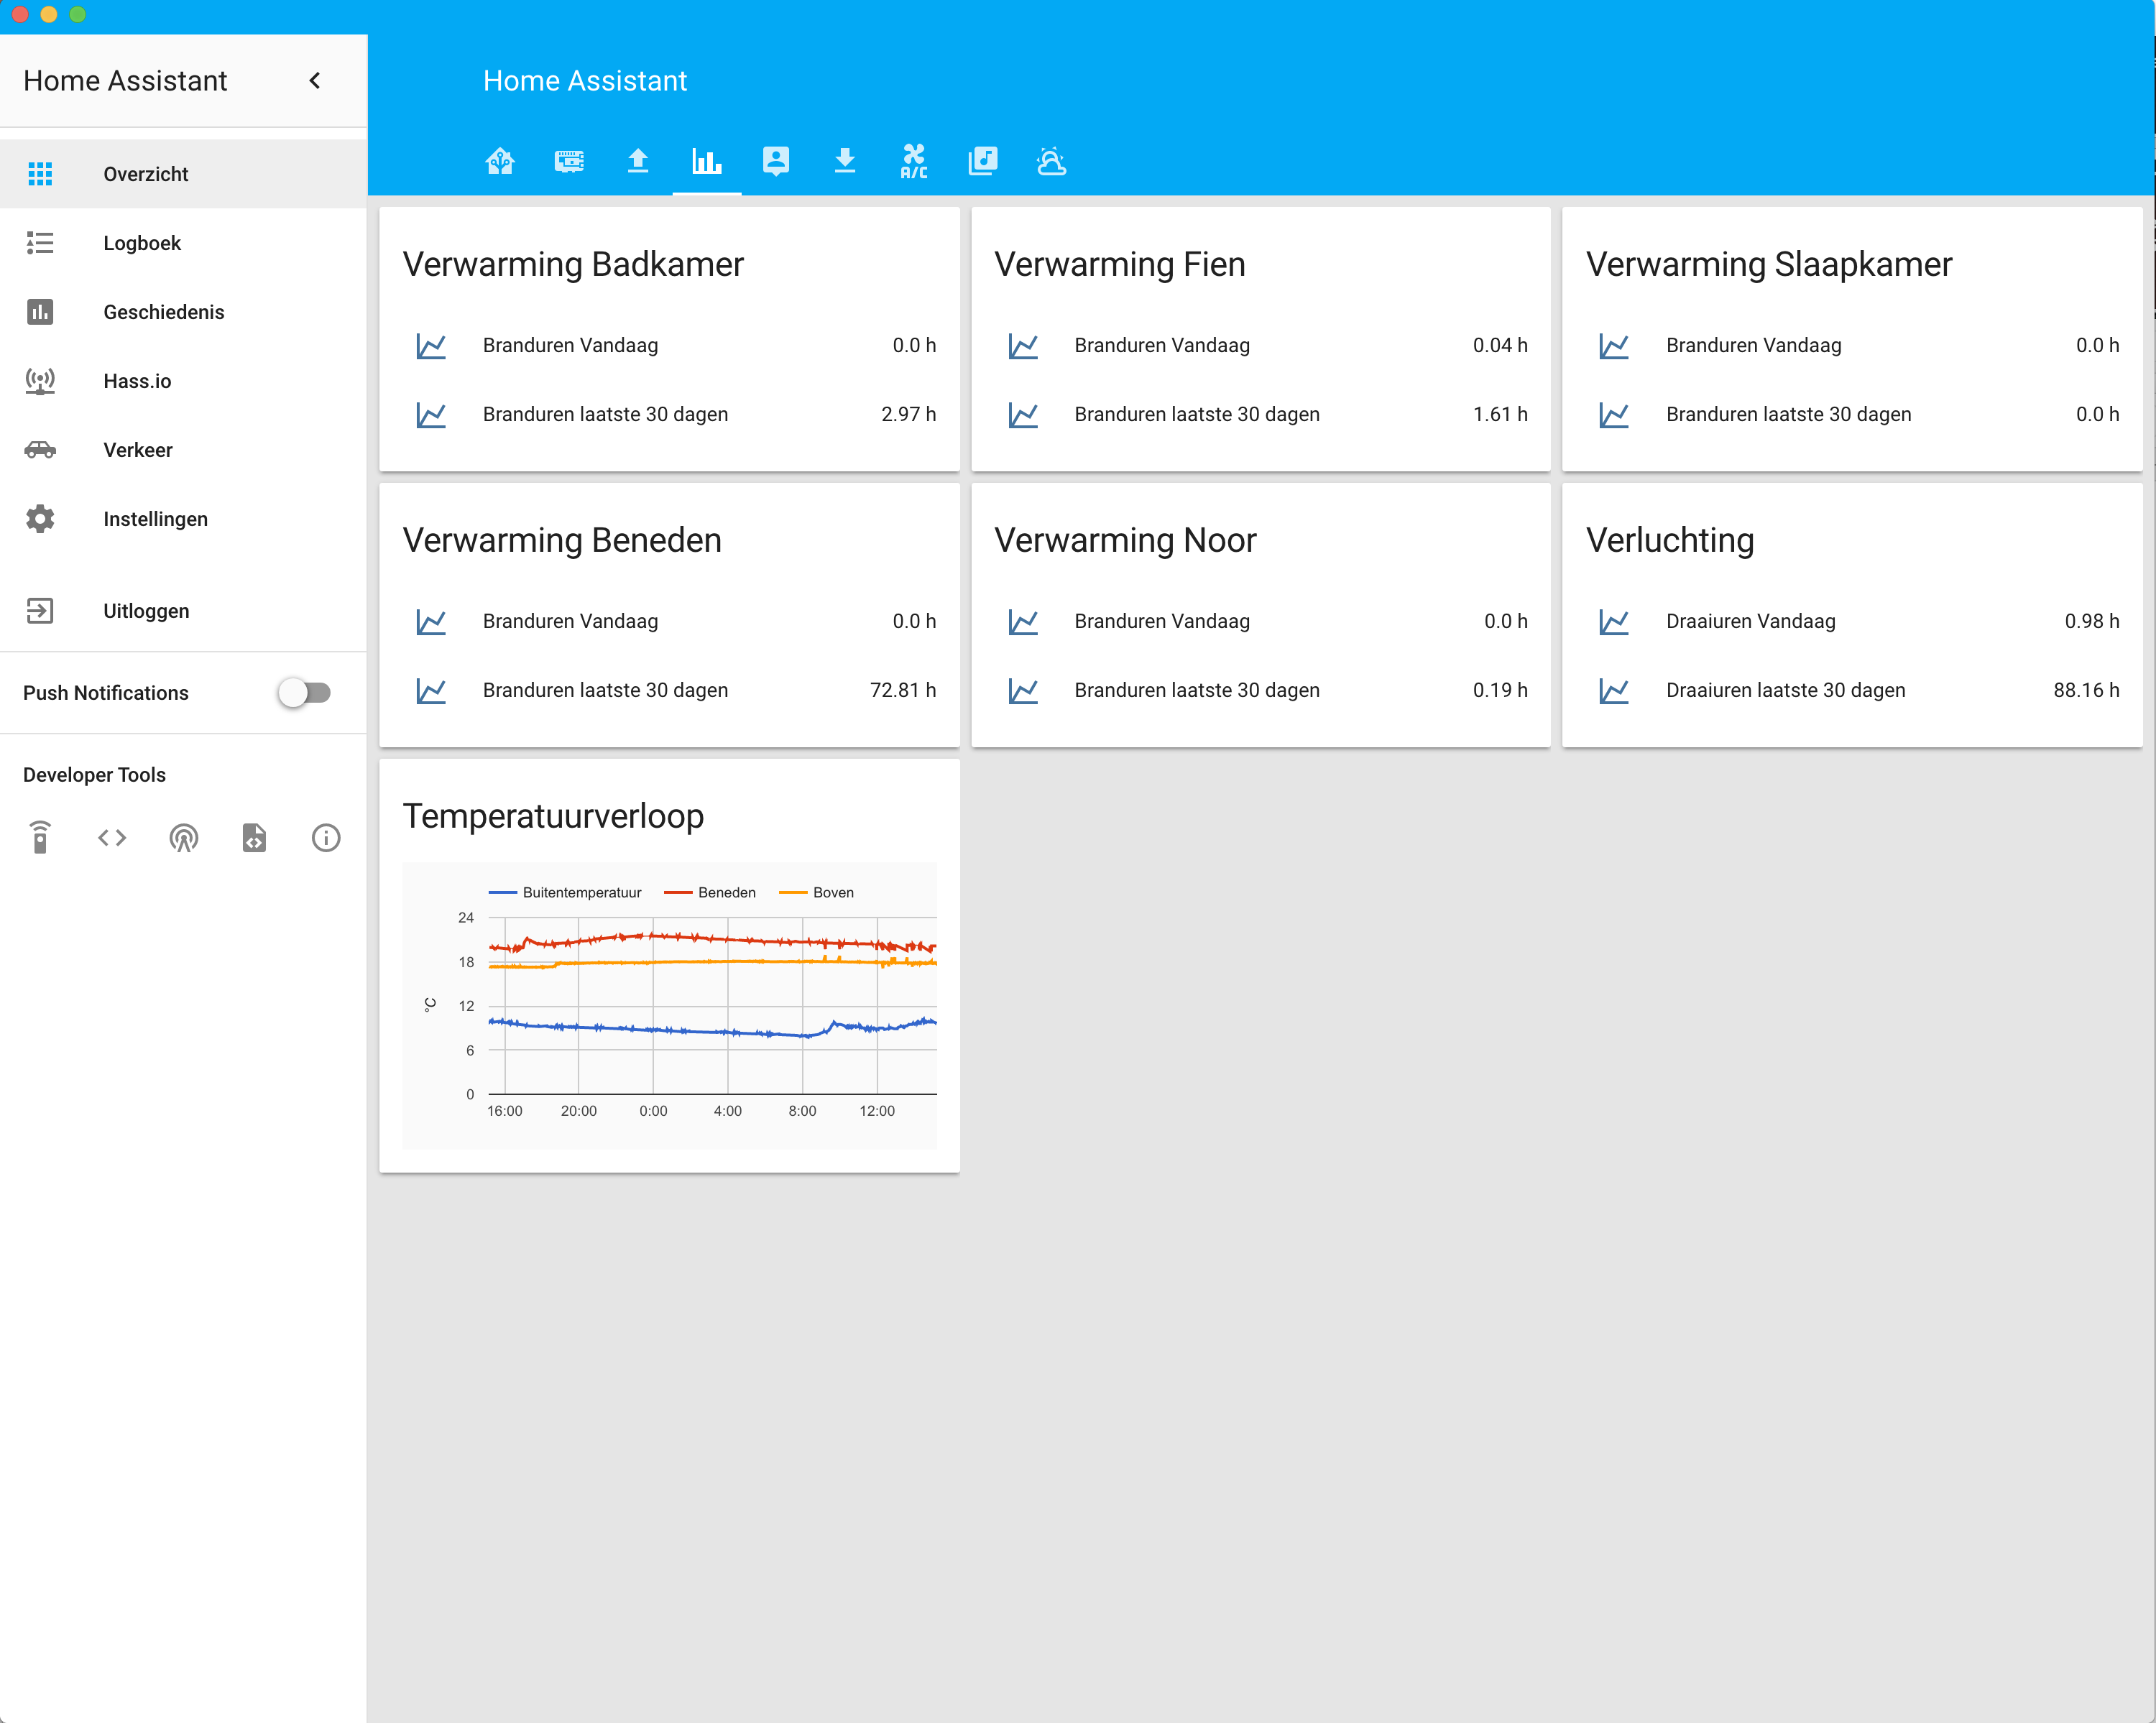 Home Assistant
Overzicht
Logboek
Geschiedenis
Hass.io
Verkeer
Instellingen
Uitloggen
Push Notifications
Developer Tools
Home Assistant
A/C
Verwarming Badkamer
Branduren Vandaag 0.0 h
Branduren laatste 30 dagen 2.97 h
Verwarming Fien
Branduren Vandaag 0.04 h
Branduren laatste 30 dagen 1.61 h
Verwarming Slaapkamer
Branduren Vandaag 0.0 h
Branduren laatste 30 dagen 0.0 h
Verwarming Beneden
Branduren Vandaag 0.0 h
Branduren laatste 30 dagen 72.81 h
Verwarming Noor
Branduren Vandaag 0.0 h
Branduren laatste 30 dagen 0.19 h
Verluchting
Draaiuren Vandaag 0.98 h
Draaiuren laatste 30 dagen 88.16 h
Temperatuurverloop
Buitentemperatuur Beneden Boven
24
18
12
6
0
°C
16:00 20:00 0:00 4:00 8:00 12:00